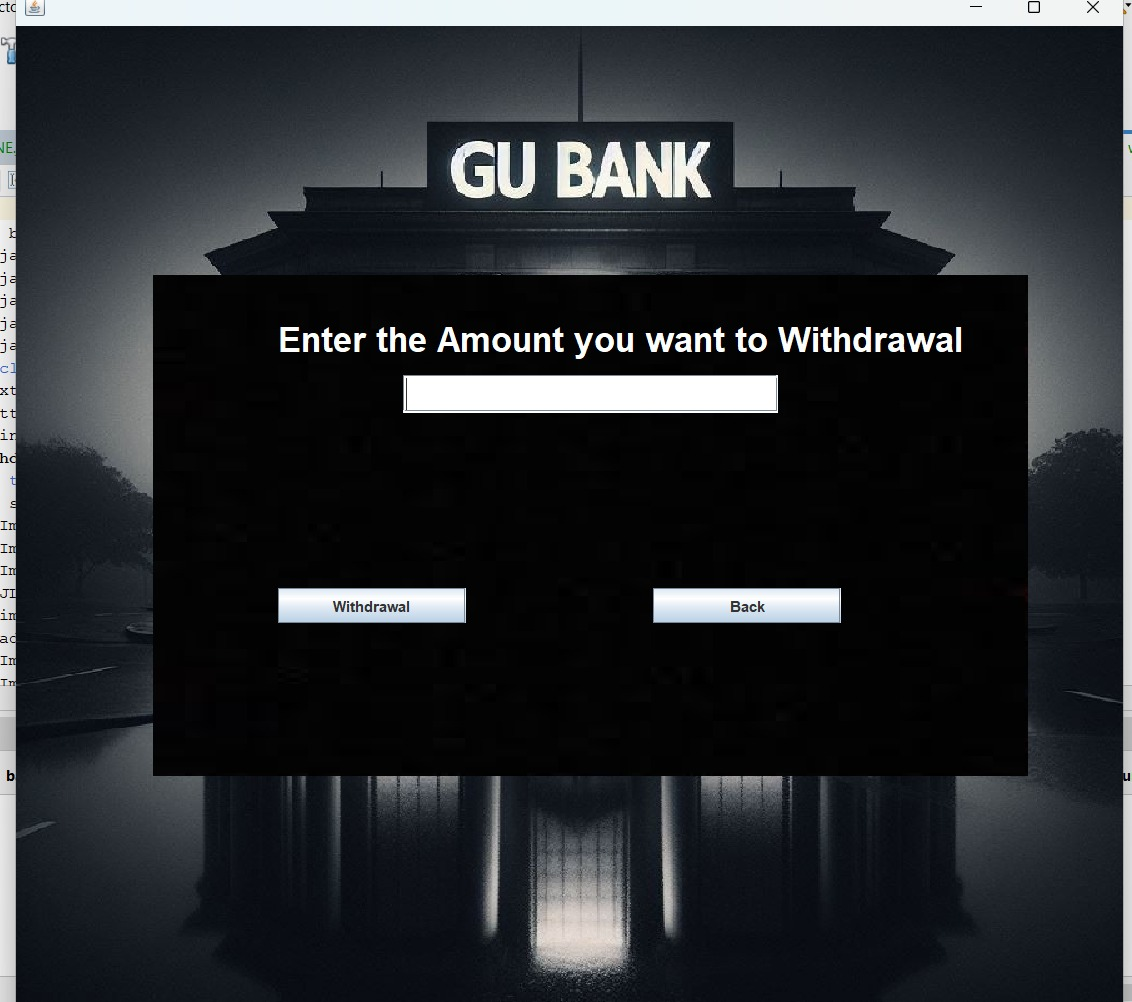 GU BANK
Enter the Amount you want to Withdrawal
Withdrawal
Back